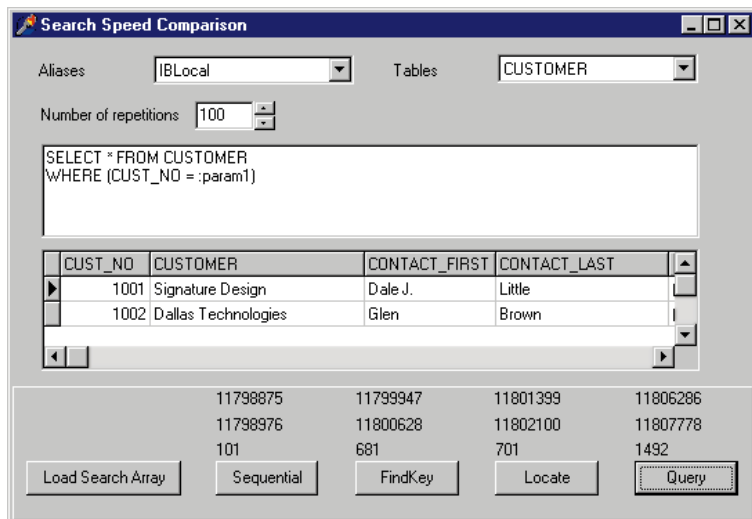 Search Speed Comparison
Aliases IBLocal Tables CUSTOMER
Number of repetitions 100
SELECT * FROM CUSTOMER
WHERE (CUST_NO = :param1)
CUST_NO CUSTOMER CONTACT_FIRST CONTACT_LAST
1001 Signature Design Dale J. Little
1002 Dallas Technologies Glen Brown
11798875 11799947 11801399 11806286
11798976 11800628 11802100 11807778
101 681 701 1492
Load Search Array Sequential FindKey Locate Query